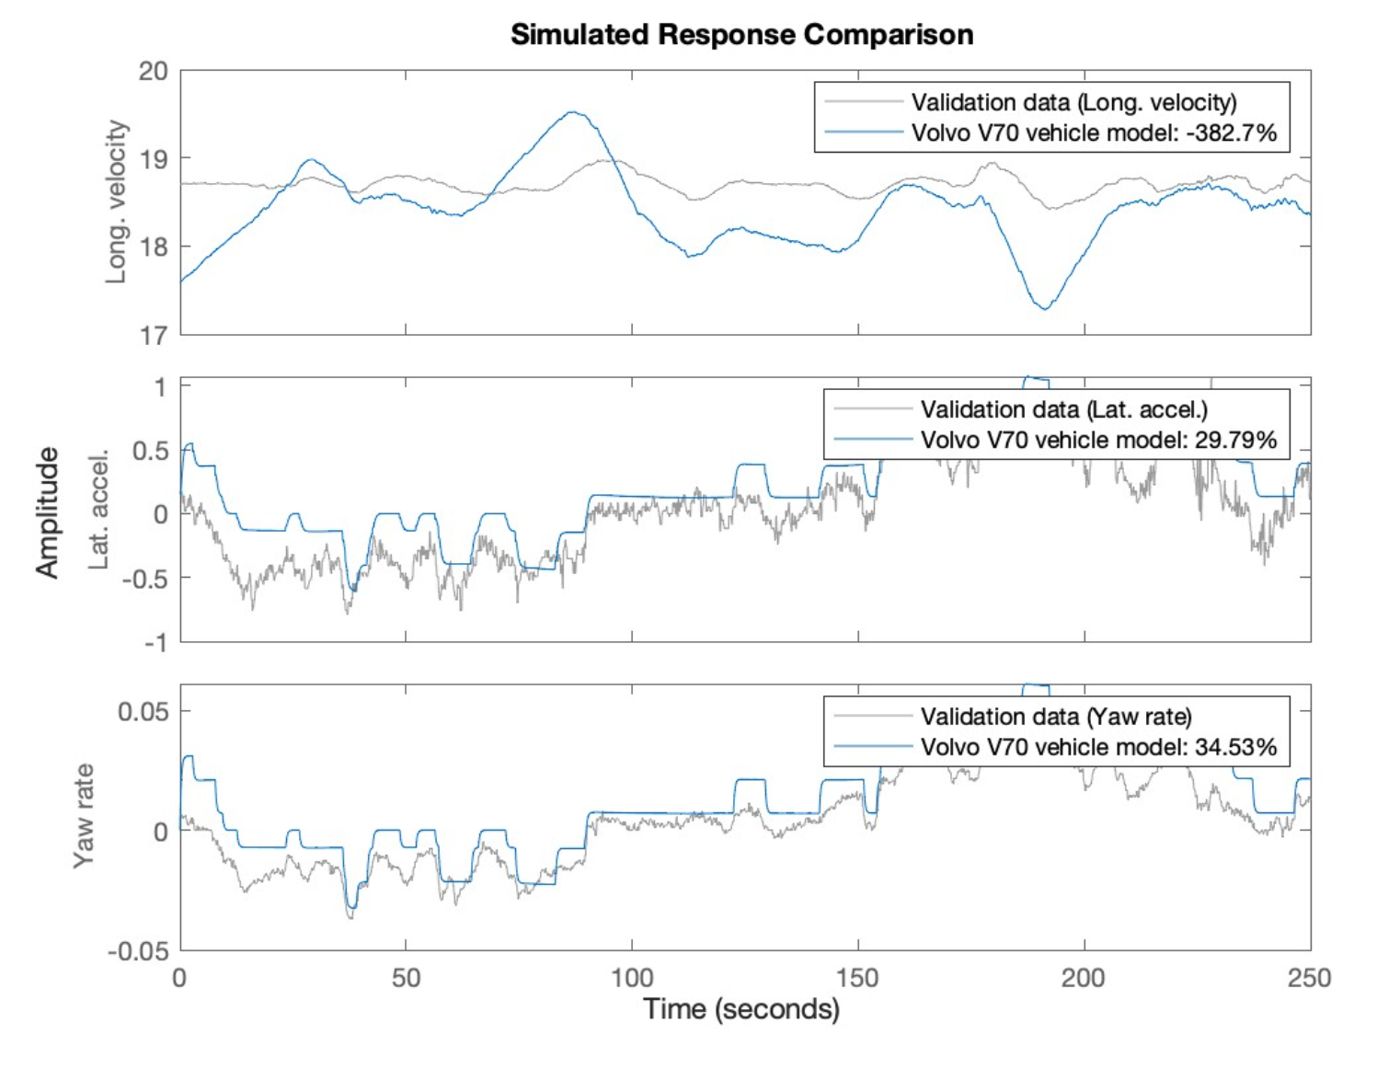 Simulated Response Comparison
20
19
18
17
Long. velocity
Validation data (Long. velocity)
Volvo V70 vehicle model: -382.7%
1
0.5
0
-0.5
-1
Amplitude
Lat. accel.
Validation data (Lat. accel.)
Volvo V70 vehicle model: 29.79%
0.05
0
-0.05
Yaw rate
Validation data (Yaw rate)
Volvo V70 vehicle model: 34.53%
0 50 100 150 200 250
Time (seconds)